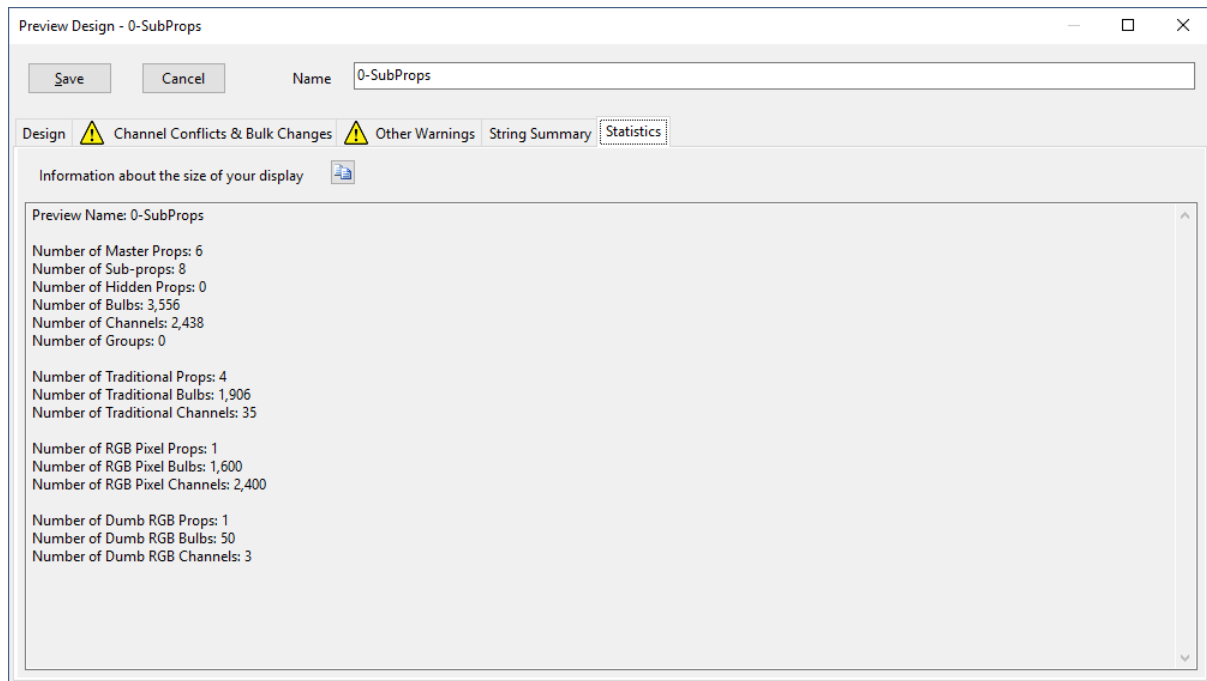 Preview Design - 0-SubProps
Save Cancel Name 0-SubProps
Design Channel Conflicts & Bulk Changes Other Warnings String Summary Statistics
Information about the size of your display
Preview Name: 0-SubProps
Number of Master Props: 6
Number of Sub-props: 8
Number of Hidden Props: 0
Number of Bulbs: 3,556
Number of Channels: 2,438
Number of Groups: 0
Number of Traditional Props: 4
Number of Traditional Bulbs: 1,906
Number of Traditional Channels: 35
Number of RGB Pixel Props: 1
Number of RGB Pixel Bulbs: 1,600
Number of RGB Pixel Channels: 2,400
Number of Dumb RGB Props: 1
Number of Dumb RGB Bulbs: 50
Number of Dumb RGB Channels: 3